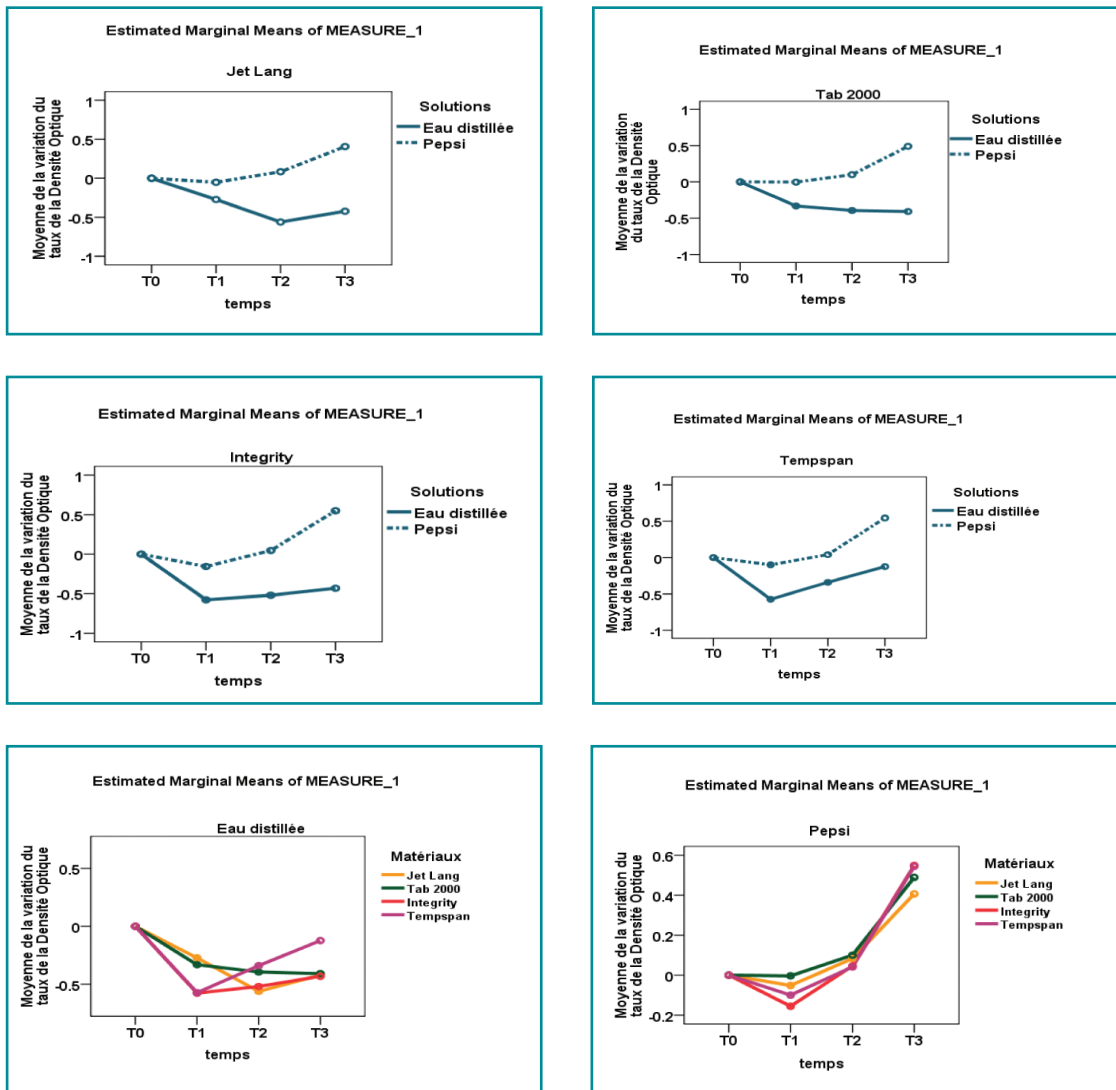 Estimated Marginal Means of MEASURE_1
Jet Lang
Moyenne de la variation du
taux de la Densité Optique
1
0.5
0
-0.5
-1
T0 T1 T2 T3
temps
Solutions
Eau distillée
Pepsi
Estimated Marginal Means of MEASURE_1
Tab 2000
Moyenne de la variation
du taux de la Densité
Optique
1
0.5
0
-0.5
-1
T0 T1 T2 T3
temps
Solutions
Eau distillée
Pepsi
Estimated Marginal Means of MEASURE_1
Integrity
Moyenne de la variation du
taux de la Densité Optique
1
0.5
0
-0.5
-1
T0 T1 T2 T3
temps
Solutions
Eau distillée
Pepsi
Estimated Marginal Means of MEASURE_1
Tempspan
Moyenne de la variation du
taux de la Densité Optique
1
0.5
0
-0.5
-1
T0 T1 T2 T3
temps
Solutions
Eau distillée
Pepsi
Estimated Marginal Means of MEASURE_1
Eau distillée
Moyenne de la variation du
taux de la Densité Optique
0.5
0
-0.5
T0 T1 T2 T3
temps
Matériaux
Jet Lang
Tab 2000
Integrity
Tempspan
Estimated Marginal Means of MEASURE_1
Pepsi
Moyenne de la variation du
taux de la Densité Optique
0.6
0.4
0.2
0
-0.2
T0 T1 T2 T3
temps
Matériaux
Jet Lang
Tab 2000
Integrity
Tempspan